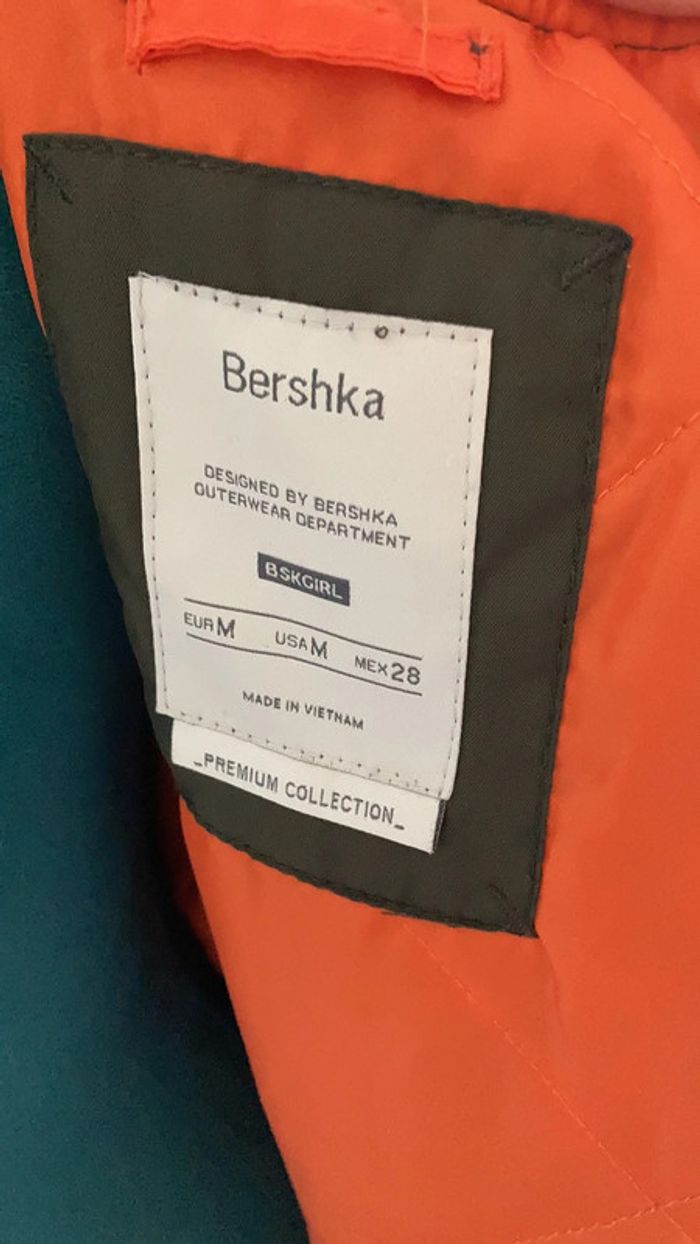 Bershka
DESIGNED BY BERSHKA
OUTERWEAR DEPARTMENT
BSKGIRL
EUR M USA M MEX 28
MADE IN VIETNAM
_PREMIUM COLLECTION_